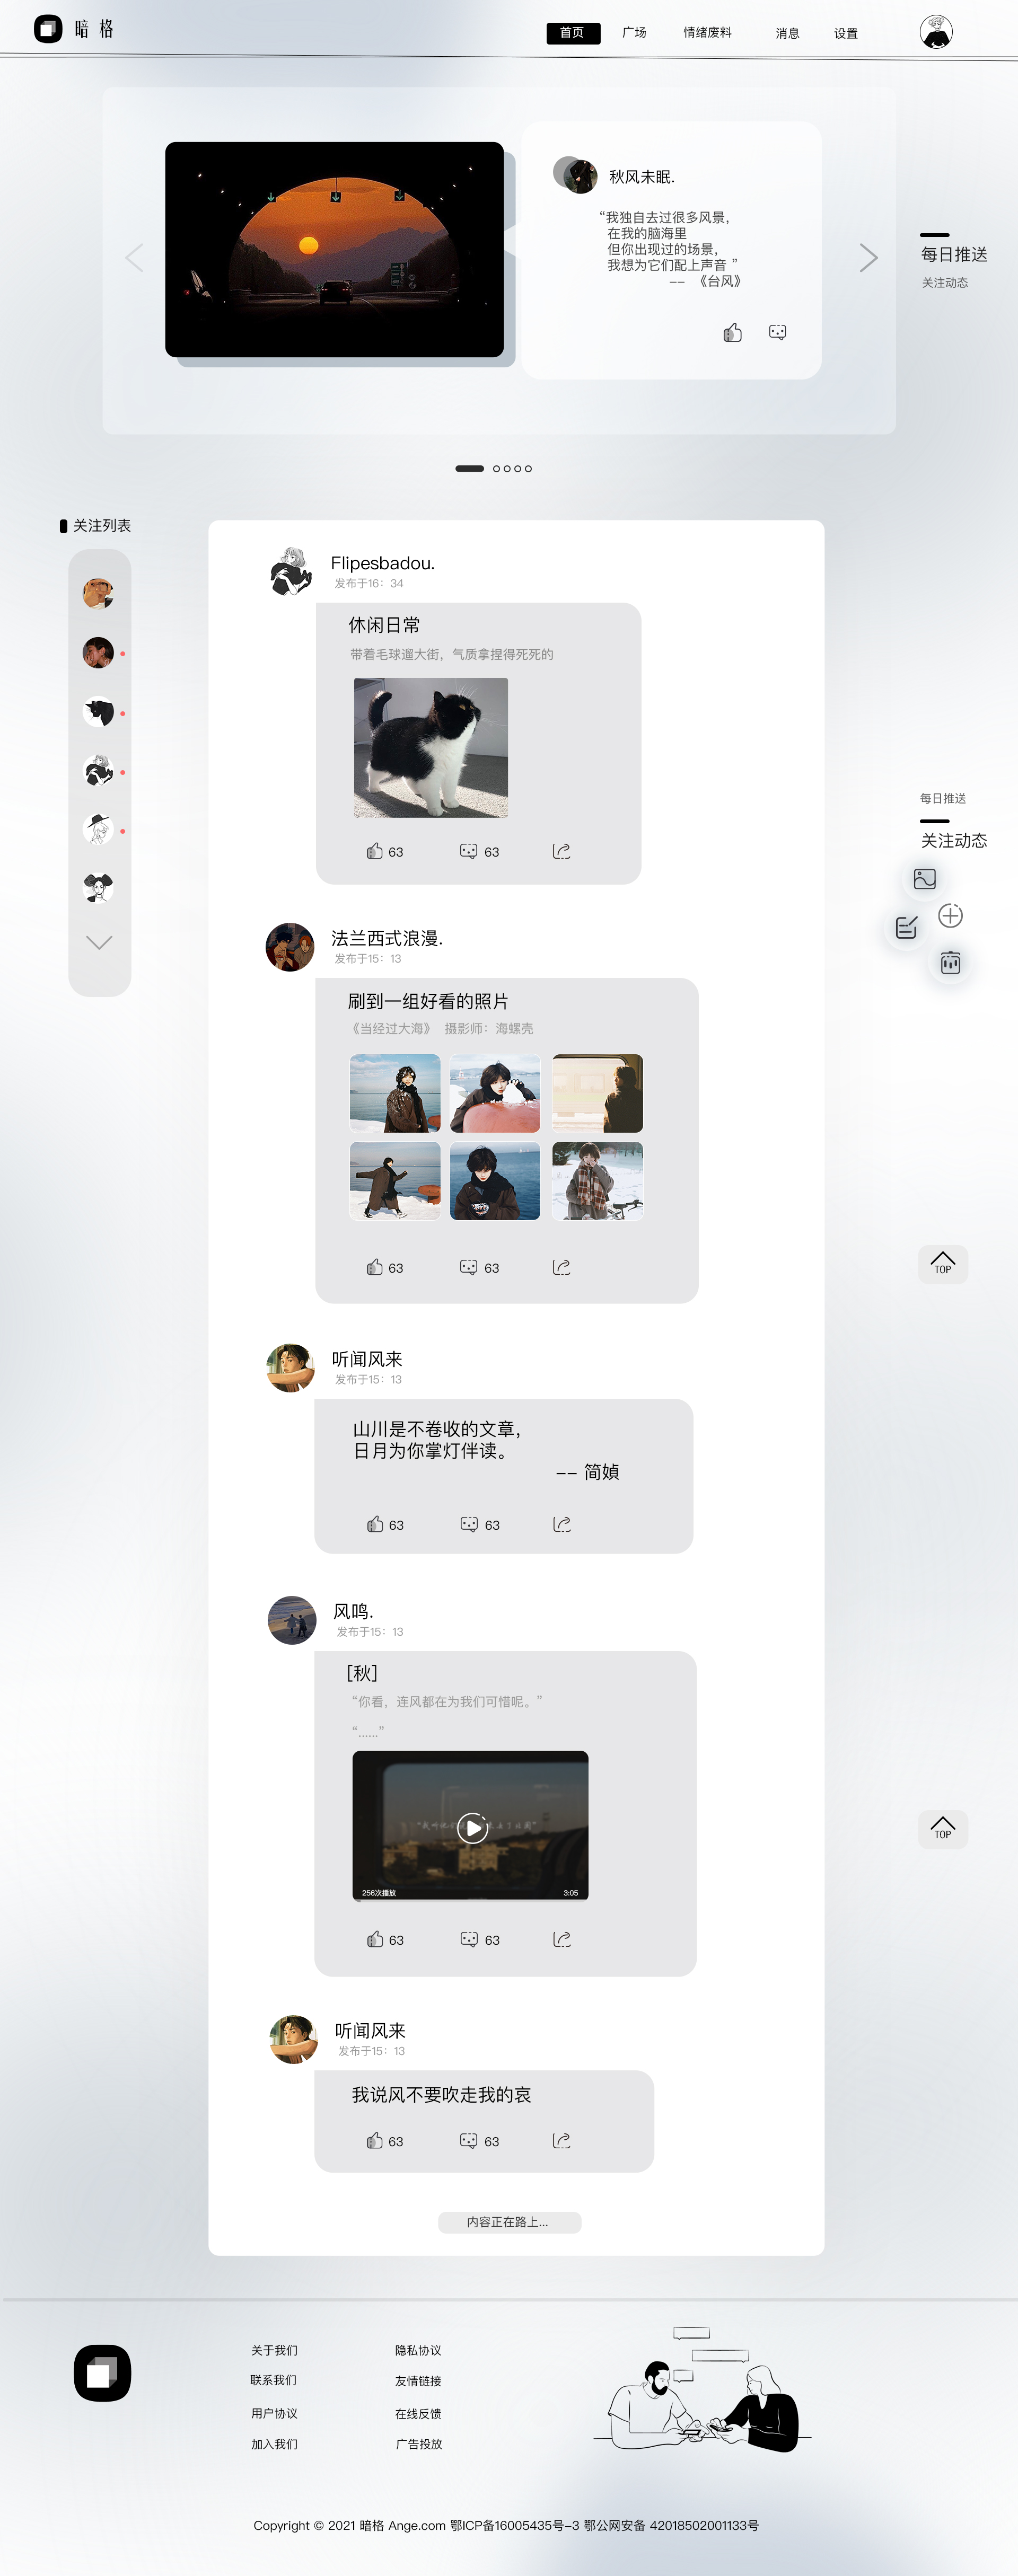 暗格
首页 广场 情绪废料 消息 设置
秋风未眠.
“我独自去过很多风景，
在我的脑海里
但你出现过的场景，
我想为它们配上声音 ”
-- 《台风》
每日推送
关注动态
关注列表
Flipesbadou.
发布于16：34
休闲日常
带着毛球遛大街，气质拿捏得死死的
63 63
每日推送
关注动态
法兰西式浪漫.
发布于15：13
刷到一组好看的照片
《当经过大海》 摄影师：海螺壳
63 63
TOP
听闻风来
发布于15：13
山川是不卷收的文章，
日月为你掌灯伴读。
-- 简媜
63 63
风鸣.
发布于15：13
[秋]
“你看，连风都在为我们可惜呢。”
“......”
256次播放 3:05
TOP
63 63
听闻风来
发布于15：13
我说风不要吹走我的哀
63 63
内容正在路上...
关于我们 隐私协议
联系我们 友情链接
用户协议 在线反馈
加入我们 广告投放
Copyright © 2021 暗格 Ange.com 鄂ICP备16005435号-3 鄂公网安备 42018502001133号